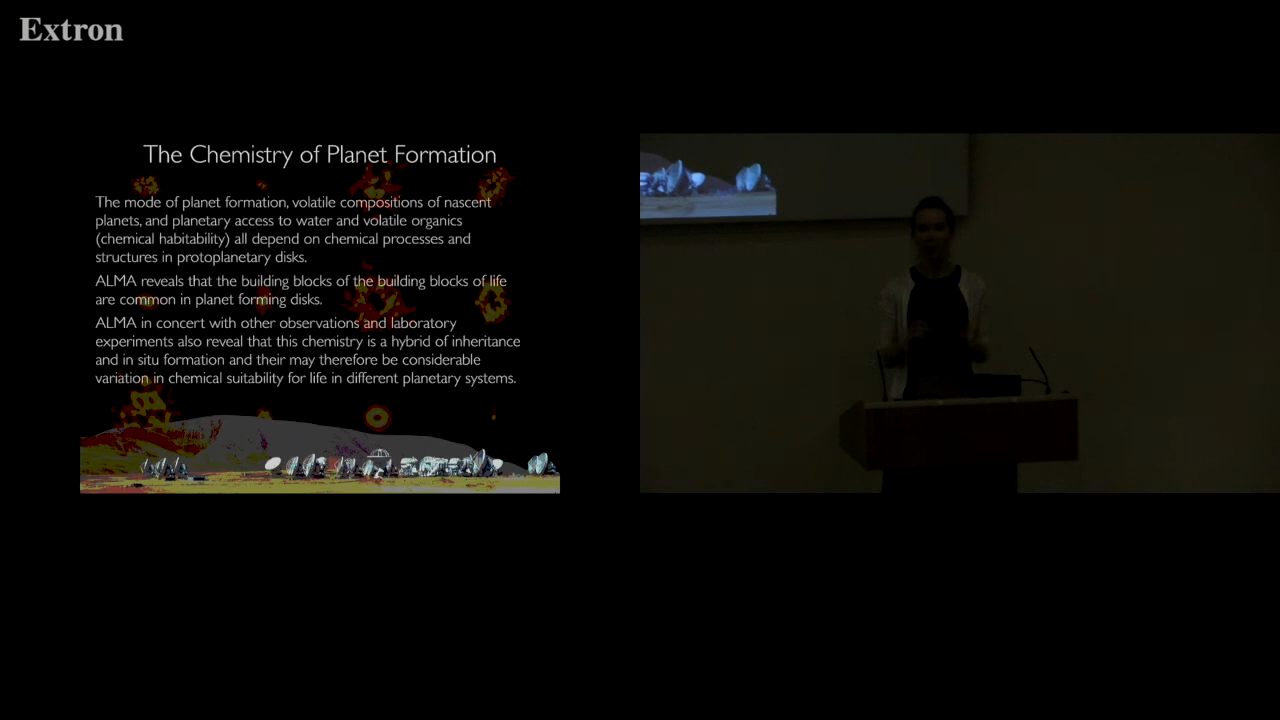 Extron
The Chemistry of Planet Formation
The mode of planet formation, volatile compositions of nascent
planets, and planetary access to water and volatile organics
(chemical habitability) all depend on chemical processes and
structures in protoplanetary disks.
ALMA reveals that the building blocks of the building blocks of life
are common in planet forming disks.
ALMA in concert with other observations and laboratory
experiments also reveal that this chemistry is a hybrid of inheritance
and in situ formation and their may therefore be considerable
variation in chemical suitability for life in different planetary systems.